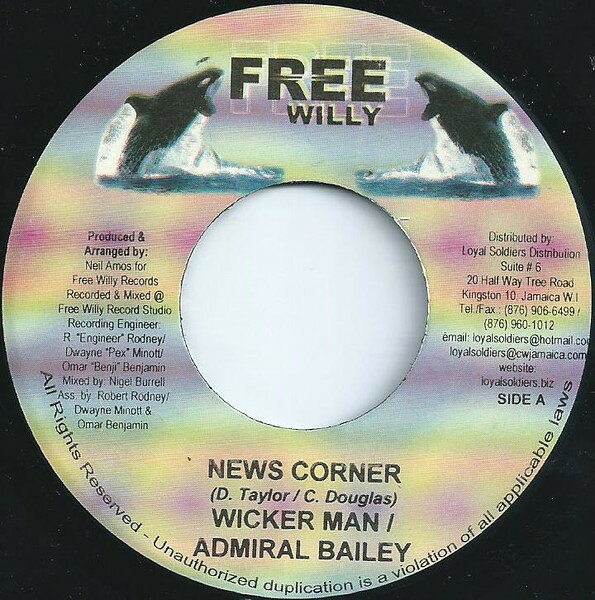 FREE
WILLY
Produced &
Arranged by:
Neil Amos for
Free Willy Records
Recorded & Mixed @
Free Willy Record Studio
Recording Engineer:
R. "Engineer" Rodney/
Dwayne "Pex" Minott/
Omar "Benji" Benjamin
Mixed by: Nigel Burrell
Ass. by: Robert Rodney/
Dwayne Minott &
Omar Benjamin
Distributed by:
Loyal Soldiers Distribution
Suite # 6
20 Half Way Tree Road
Kingston 10, Jamaica W.I
Tel./Fax : (876) 906-6499 /
(876) 960-1012
email: loyalsoldiers@hotmail.com
loyalsoldiers@cwjamaica.com
website:
loyalsoldiers.biz
SIDE A
NEWS CORNER
(D. Taylor / C. Douglas)
WICKER MAN /
ADMIRAL BAILEY
All Rights Reserved - Unauthorized duplication is a violation of all applicable laws